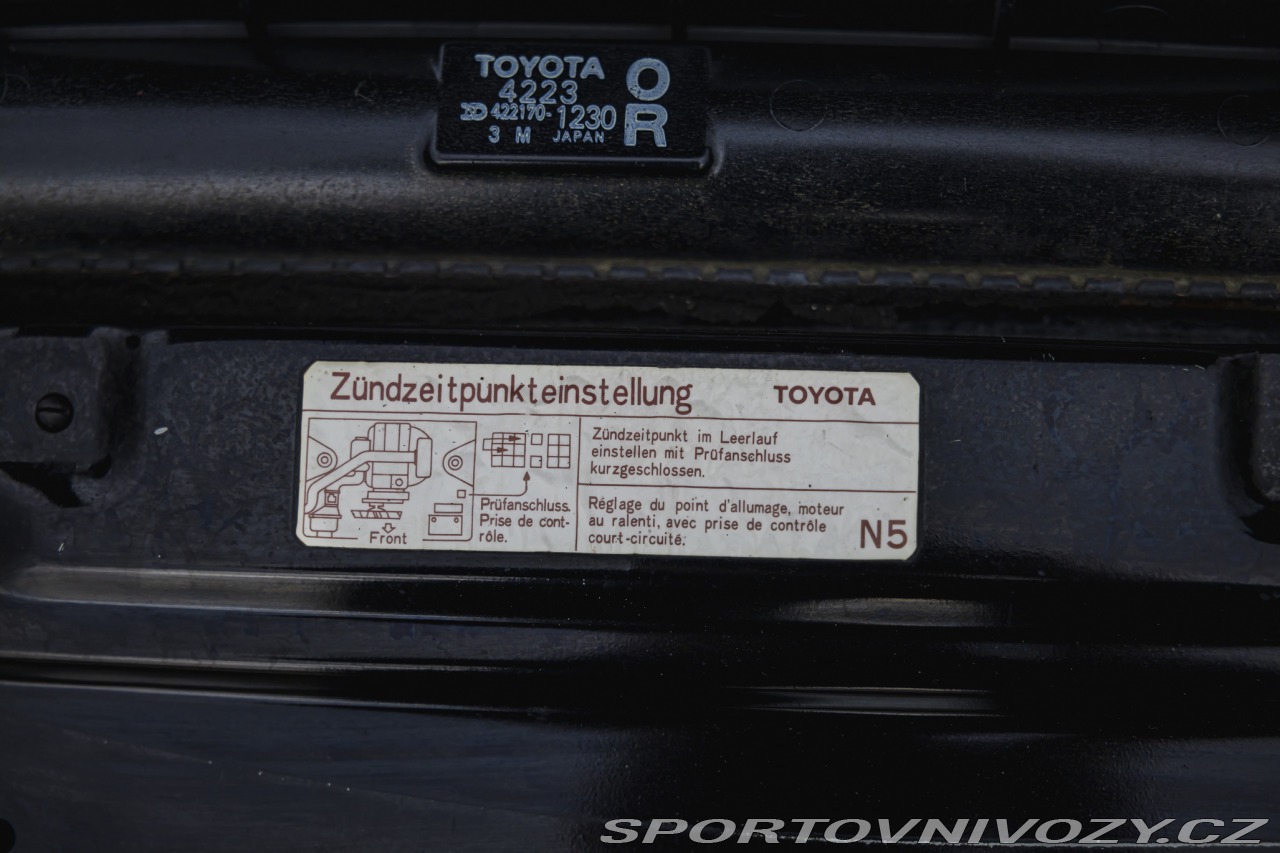 TOYOTA
4223
422170-1230
3 M JAPAN
O
R
Zündzeitpunkteinstellung TOYOTA
Zündzeitpunkt im Leerlauf
einstellen mit Prüfanschluss
kurzgeschlossen.
Prüfanschluss.
Prise de cont-
rôle.
Front
Réglage du point d'allumage, moteur
au ralenti, avec prise de contrôle
court-circuité.
N5
SPORTOVNIVOZY.CZ